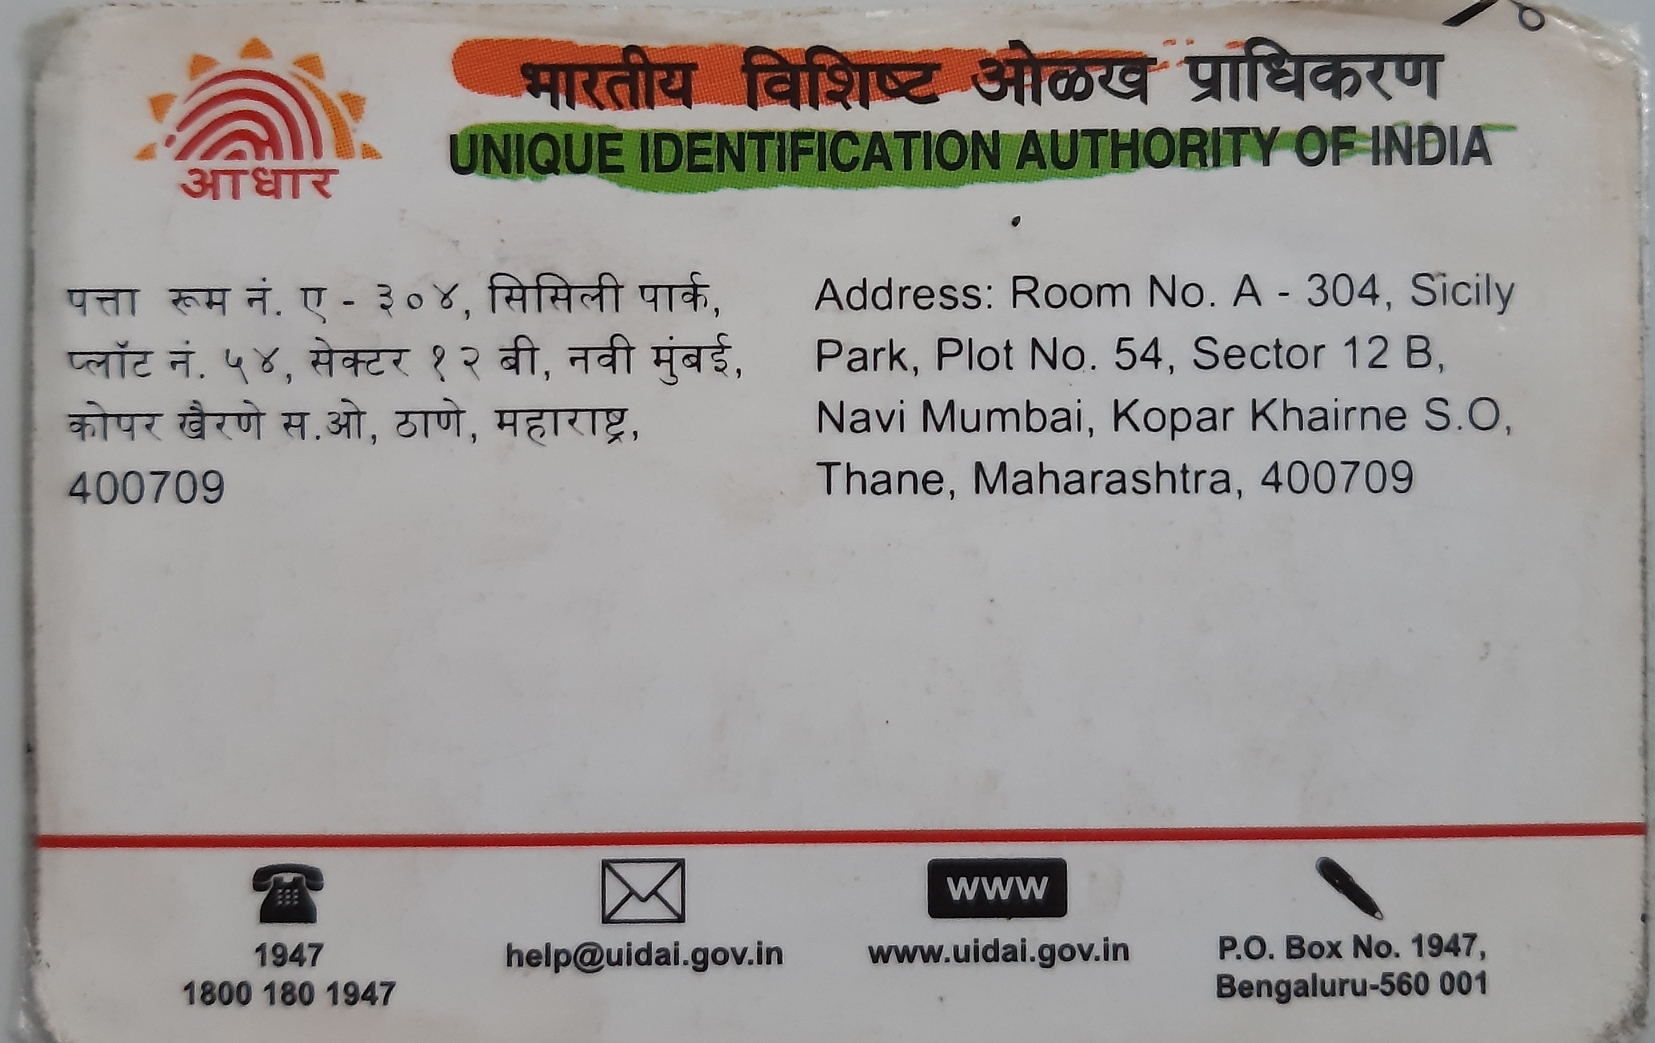 भारतीय विशिष्ट ओळख प्राधिकरण
UNIQUE IDENTIFICATION AUTHORITY OF INDIA
आधार
पत्ता रूम नं. ए - ३०४, सिसिली पार्क,
प्लॉट नं. ५४, सेक्टर १२ बी, नवी मुंबई,
कोपर खैरणे स.ओ, ठाणे, महाराष्ट्र,
400709
Address: Room No. A - 304, Sicily
Park, Plot No. 54, Sector 12 B,
Navi Mumbai, Kopar Khairne S.O,
Thane, Maharashtra, 400709
1947
1800 180 1947
help@uidai.gov.in
www
www.uidai.gov.in
P.O. Box No. 1947,
Bengaluru-560 001